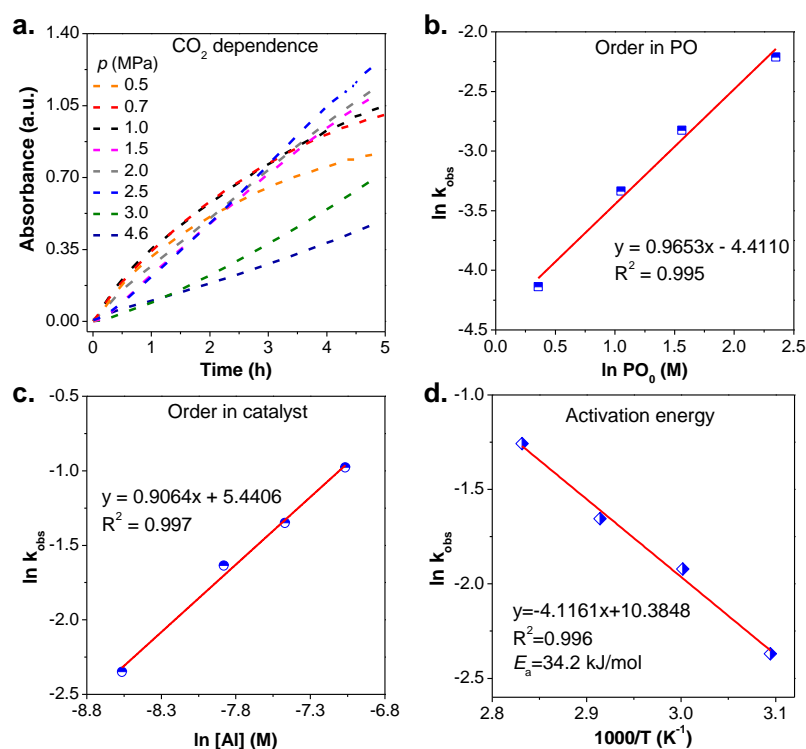 a.
CO2 dependence
p (MPa)
0.5
0.7
1.0
1.5
2.0
2.5
3.0
4.6
Absorbance (a.u.)
1.40
1.05
0.70
0.35
0.00
0 1 2 3 4 5
Time (h)
b.
Order in PO
ln kobs
-2.0
-2.5
-3.0
-3.5
-4.0
-4.5
y = 0.9653x - 4.4110
R2 = 0.995
0.0 0.5 1.0 1.5 2.0 2.5
ln PO0 (M)
c.
Order in catalyst
ln kobs
-0.5
-1.0
-1.5
-2.0
-2.5
y = 0.9064x + 5.4406
R2 = 0.997
-8.8 -8.3 -7.8 -7.3 -6.8
ln [Al] (M)
d.
Activation energy
ln kobs
-1.0
-1.5
-2.0
-2.5
y=-4.1161x+10.3848
R2=0.996
Ea=34.2 kJ/mol
2.8 2.9 3.0 3.1
1000/T (K-1)